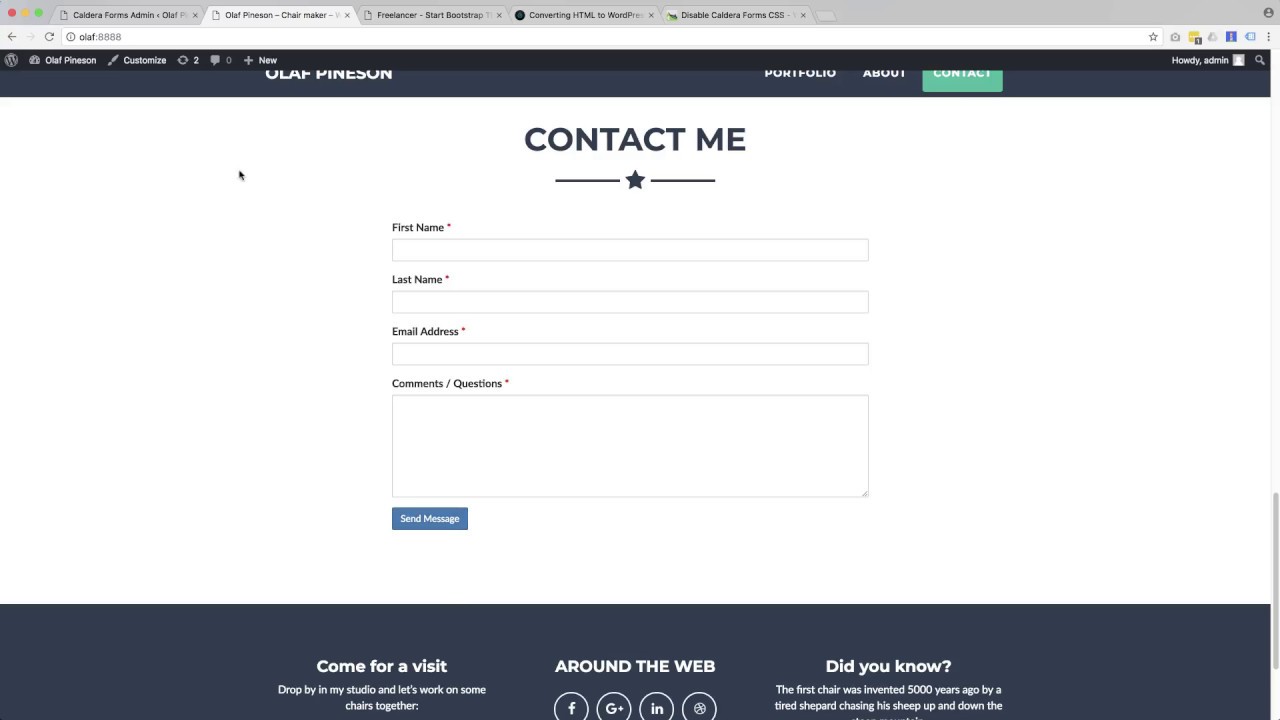 Caldera Forms Admin ‹ Olaf P
Olaf Pineson – Chair maker – W
Freelancer - Start Bootstrap T
Converting HTML to WordPre
Disable Caldera Forms CSS -
olaf:8888
Olaf Pineson Customize 2 0 New Howdy, admin
OLAF PINESON PORTFOLIO ABOUT CONTACT
CONTACT ME
First Name *
Last Name *
Email Address *
Comments / Questions *
Send Message
Come for a visit
Drop by in my studio and let's work on some
chairs together:
AROUND THE WEB
f G+ in
Did you know?
The first chair was invented 5000 years ago by a
tired shepard chasing his sheep up and down the